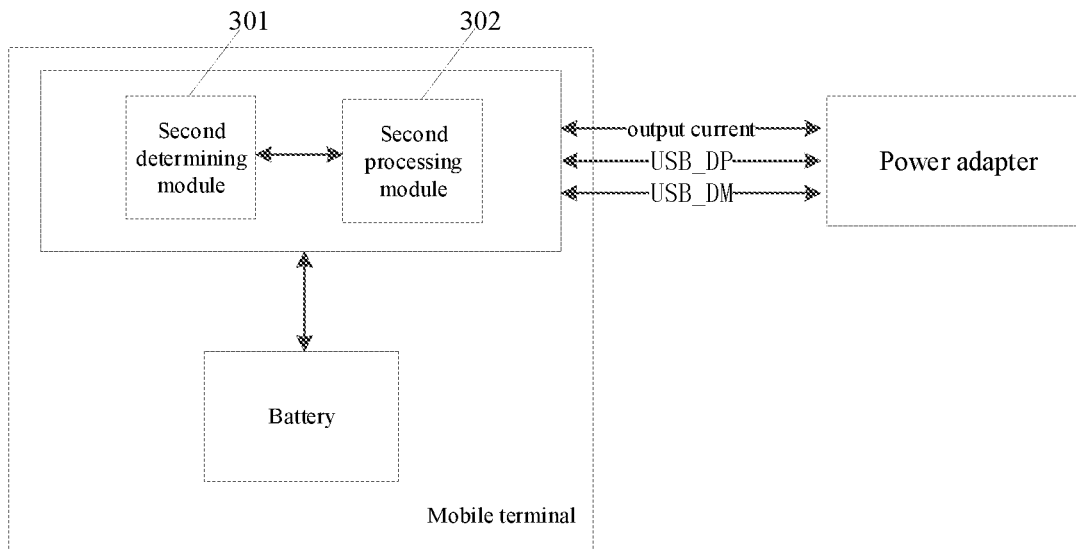 301
302
Second
determining
module
Second
processing
module
output current
USB_DP
USB_DM
Power adapter
Battery
Mobile terminal